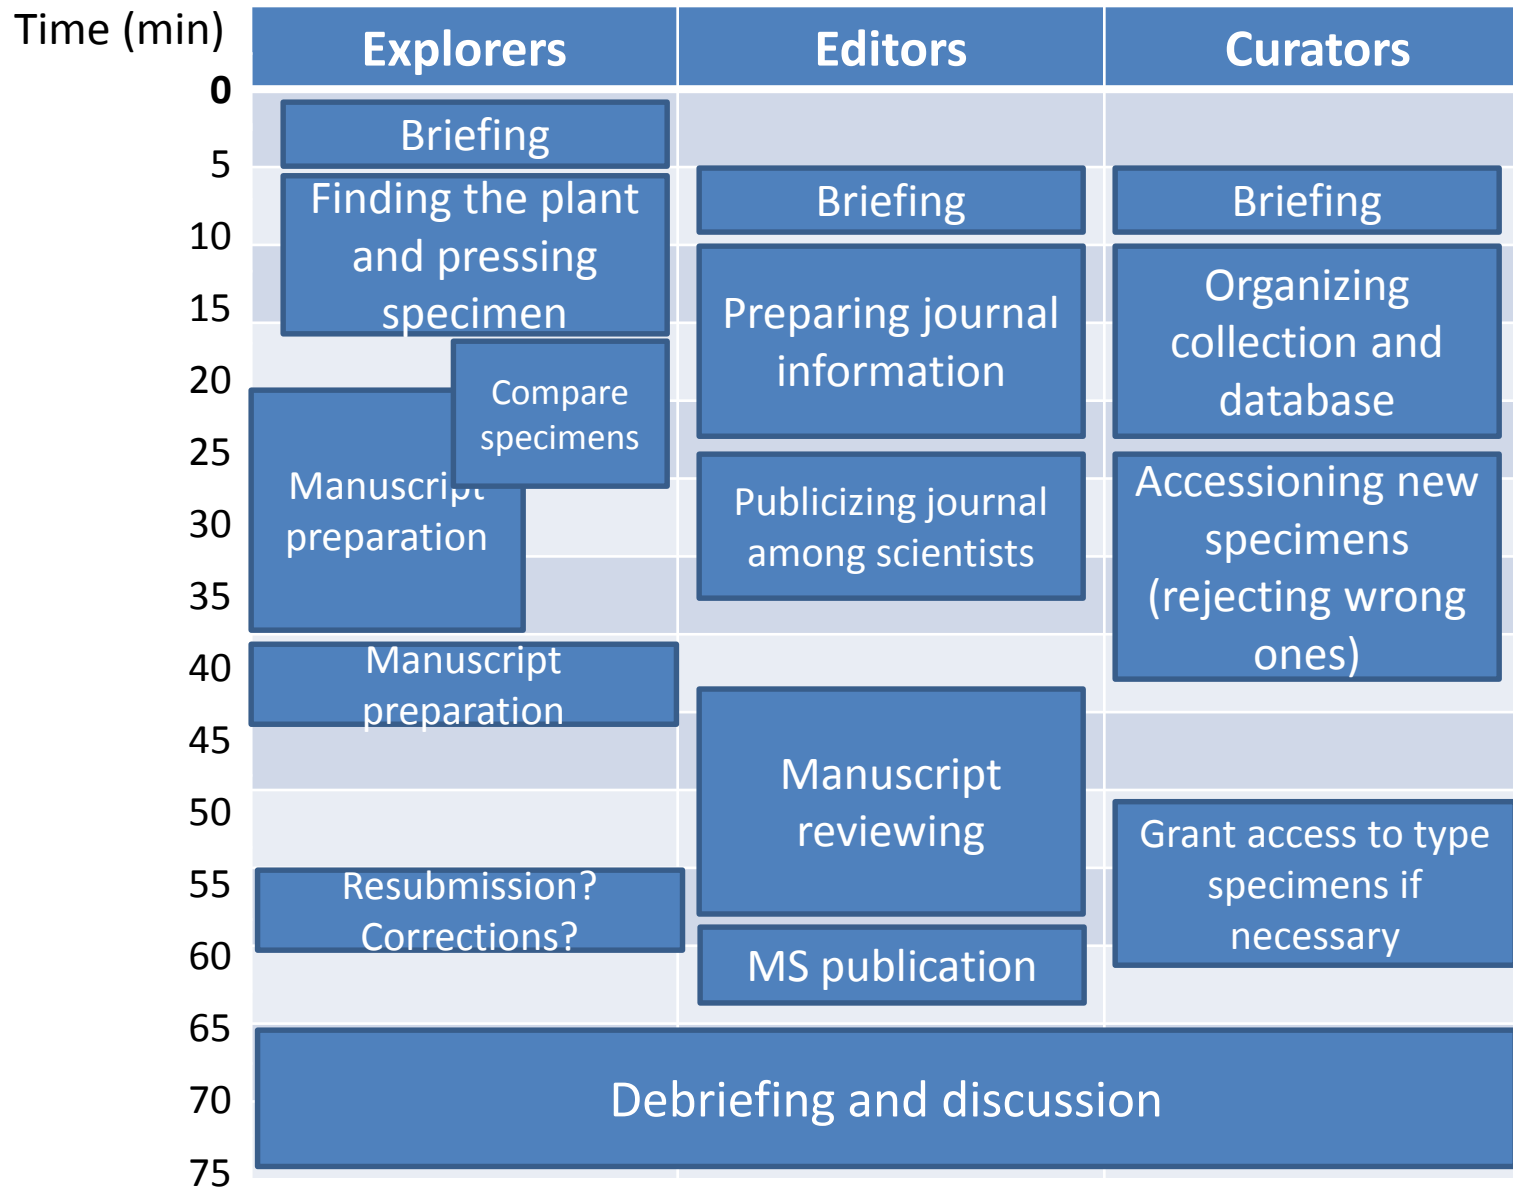 Time (min)
Explorers
Editors
Curators
0
5
10
15
20
25
30
35
40
45
50
55
60
65
70
75
Briefing
Finding the plant
and pressing
specimen
Compare
specimens
Manuscript
preparation
Manuscript
preparation
Resubmission?
Corrections?
Briefing
Preparing journal
information
Publicizing journal
among scientists
Manuscript
reviewing
MS publication
Briefing
Organizing
collection and
database
Accessioning new
specimens
(rejecting wrong
ones)
Grant access to type
specimens if
necessary
Debriefing and discussion